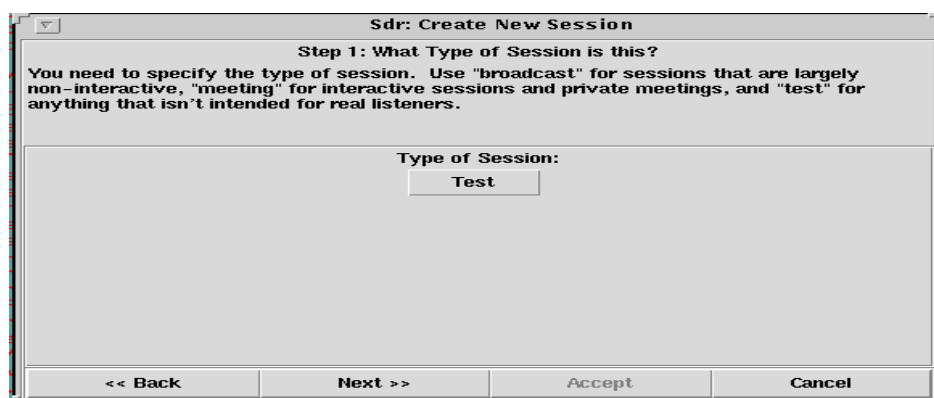 Sdr: Create New Session
Step 1: What Type of Session is this?
You need to specify the type of session. Use "broadcast" for sessions that are largely
non-interactive, "meeting" for interactive sessions and private meetings, and "test" for
anything that isn't intended for real listeners.
Type of Session:
Test
<< Back Next >> Accept Cancel